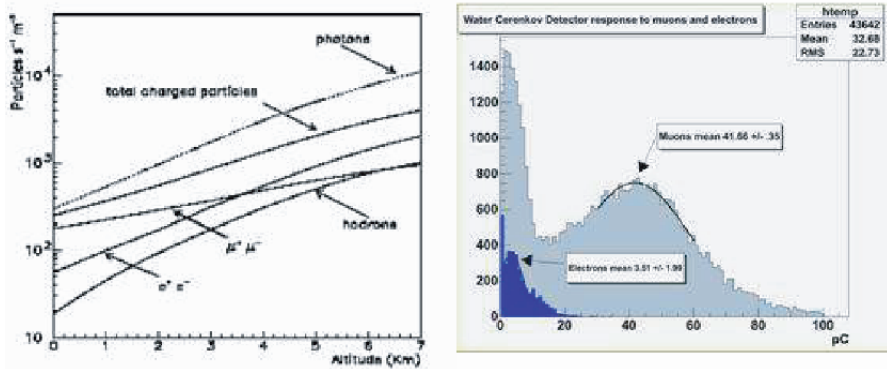 Particles s⁻¹ m⁻²
10⁴
10³
10²
10
photons
total charged particles
hadrons
μ⁺ μ⁻
e⁺ e⁻
0 1 2 3 4 5 6 7
Altitude (Km)
Water Cerenkov Detector response to muons and electrons
htemp
Entries 43642
Mean 32.68
RMS 22.73
1400
1200
1000
800
600
400
200
0
Muons mean 41.66 +/- .35
Electrons mean 3.51 +/- 1.99
0 20 40 60 80 100
pC